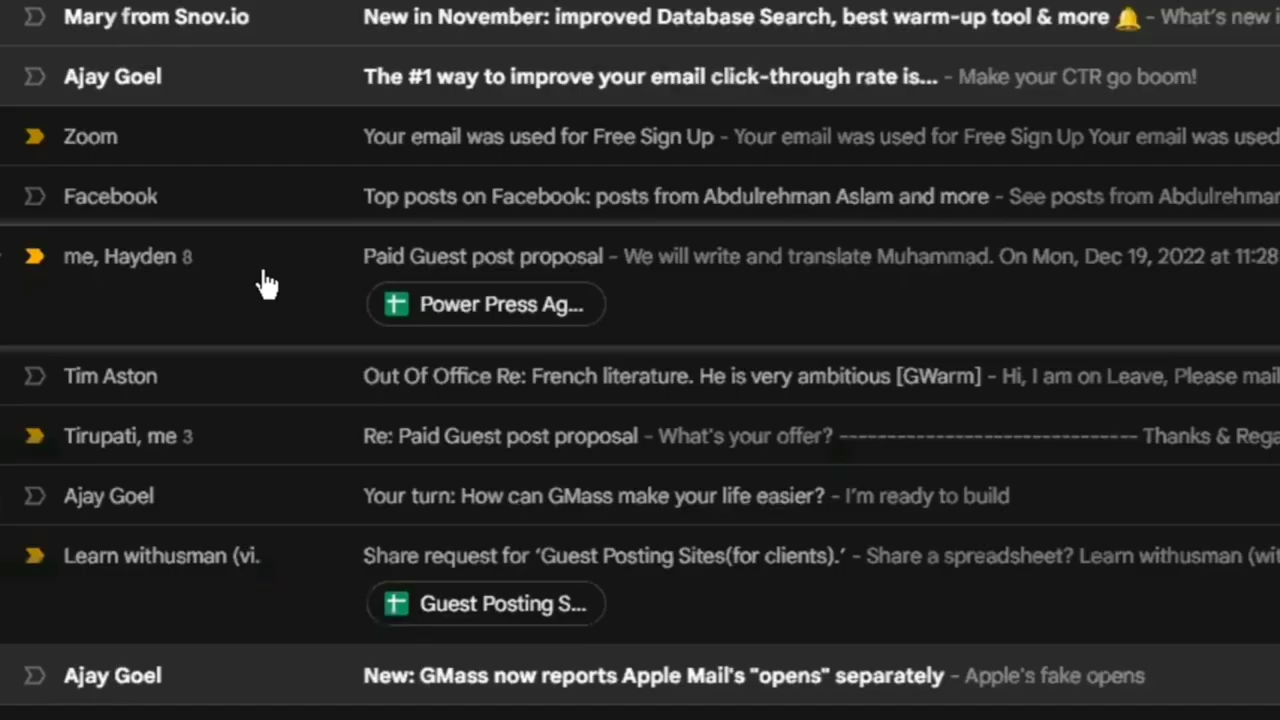 Mary from Snov.io New in November: improved Database Search, best warm-up tool & more 🔔 - What's new
Ajay Goel The #1 way to improve your email click-through rate is... - Make your CTR go boom!
Zoom Your email was used for Free Sign Up - Your email was used for Free Sign Up Your email was used
Facebook Top posts on Facebook: posts from Abdulrehman Aslam and more - See posts from Abdulrehman
me, Hayden 8 Paid Guest post proposal - We will write and translate Muhammad. On Mon, Dec 19, 2022 at 11:28
Power Press Ag...
Tim Aston Out Of Office Re: French literature. He is very ambitious [GWarm] - Hi, I am on Leave, Please mail
Tirupati, me 3 Re: Paid Guest post proposal - What's your offer? -------------------------------- Thanks & Rega
Ajay Goel Your turn: How can GMass make your life easier? - I'm ready to build
Learn withusman (vi. Share request for 'Guest Posting Sites(for clients).' - Share a spreadsheet? Learn withusman (wit
Guest Posting S...
Ajay Goel New: GMass now reports Apple Mail's "opens" separately - Apple's fake opens